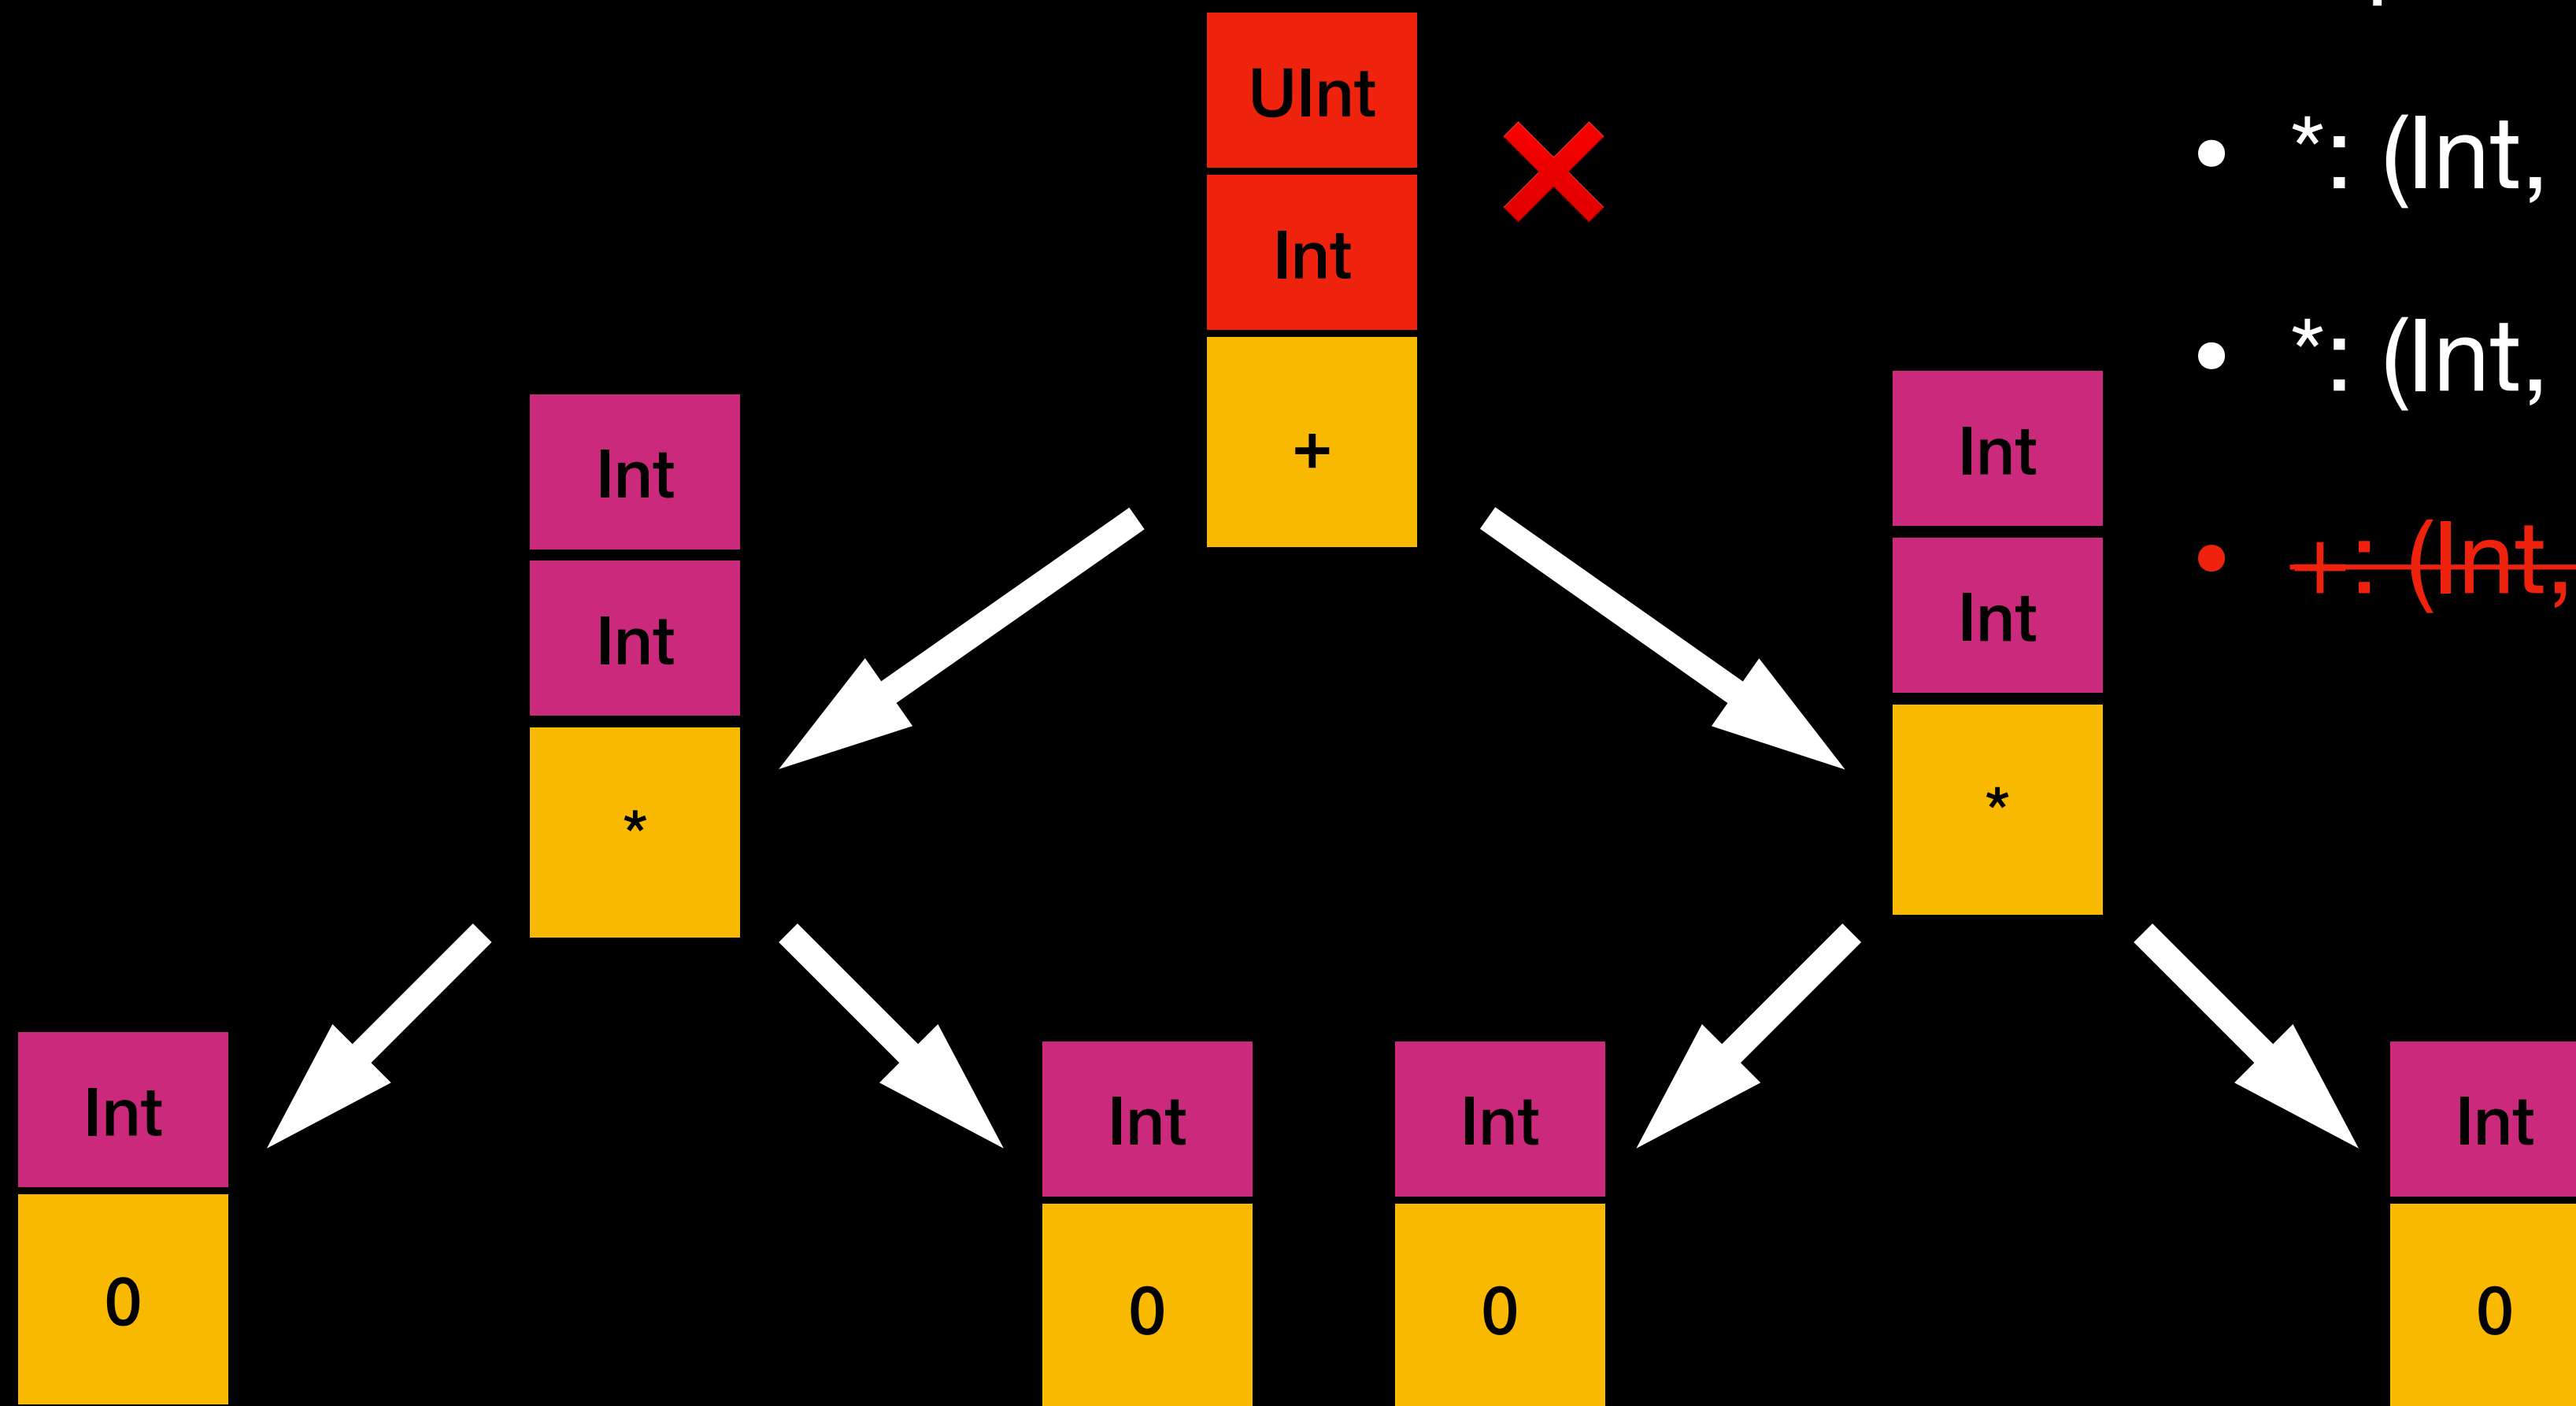 UInt
Int
+
Int
Int
*
Int
Int
*
Int
0
Int
0
Int
0
Int
0
• *: (Int,
• *: (Int,
• +: (Int,